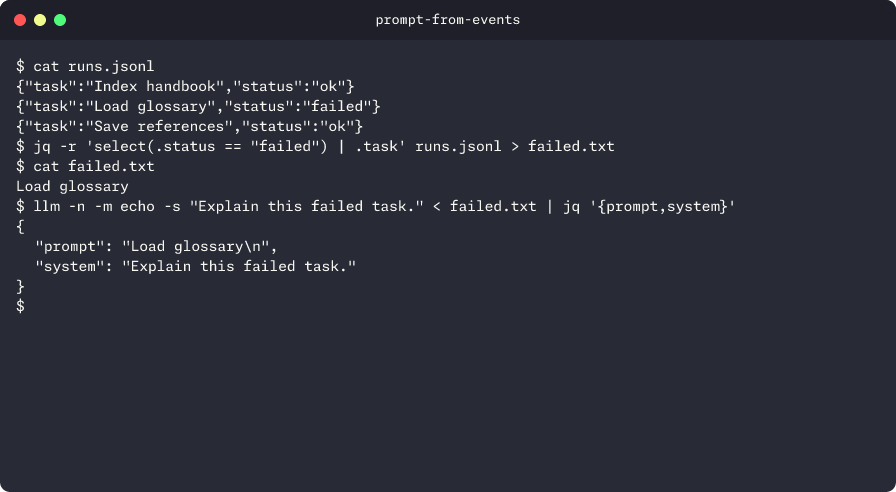 prompt-from-events
$ cat runs.jsonl
{"task":"Index handbook","status":"ok"}
{"task":"Load glossary","status":"failed"}
{"task":"Save references","status":"ok"}
$ jq -r 'select(.status == "failed") | .task' runs.jsonl > failed.txt
$ cat failed.txt
Load glossary
$ llm -n -m echo -s "Explain this failed task." < failed.txt | jq '{prompt,system}'
{
  "prompt": "Load glossary\n",
  "system": "Explain this failed task."
}
$